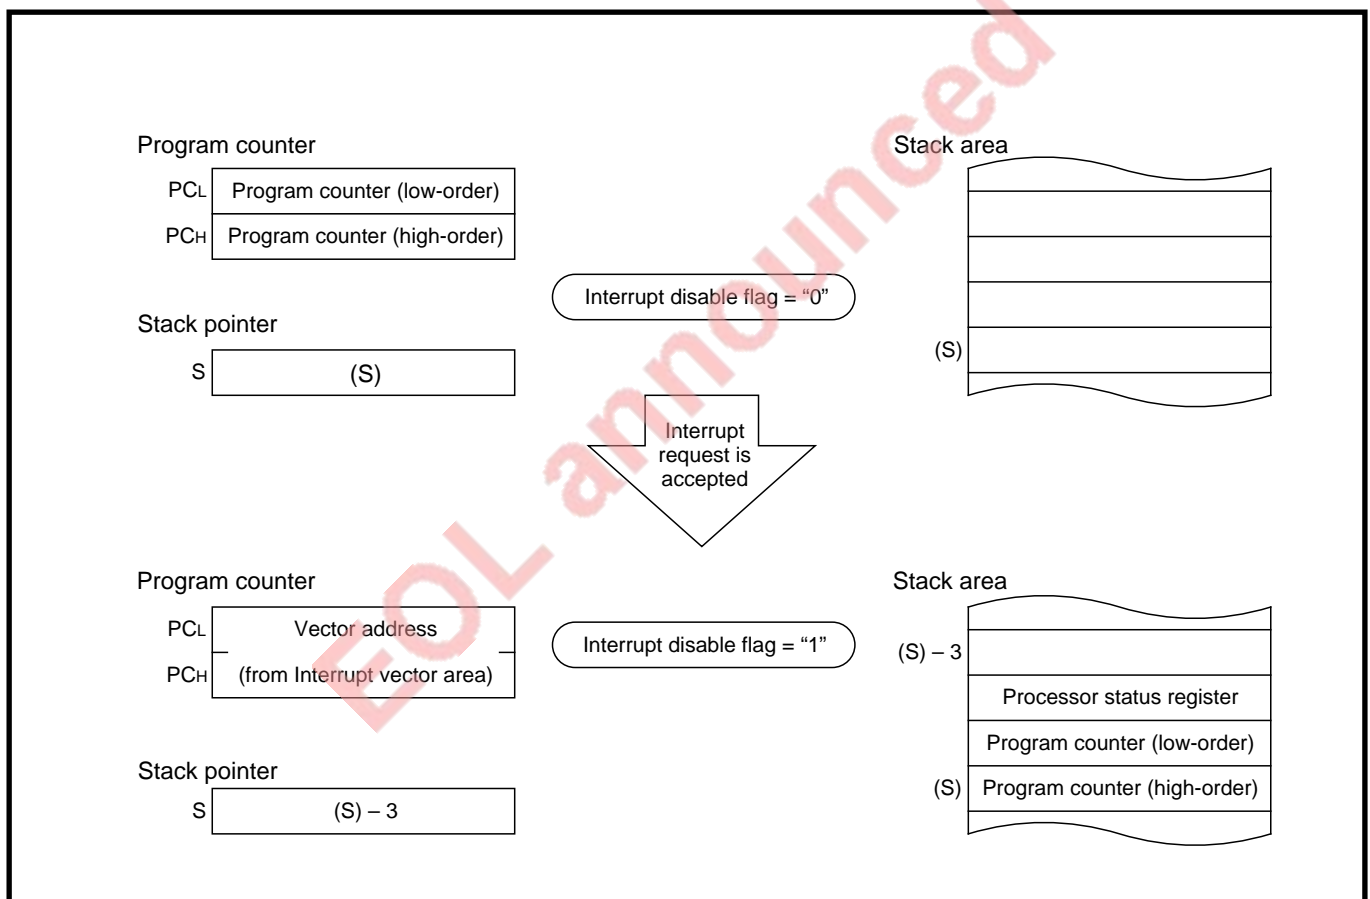 Program counter
Stack area
PCL Program counter (low-order)
PCH Program counter (high-order)
Interrupt disable flag = “0”
Stack pointer
(S)
S (S)
Interrupt
request is
accepted
Program counter
Stack area
PCL Vector address
Interrupt disable flag = “1”
(S) – 3
PCH (from Interrupt vector area)
Processor status register
Program counter (low-order)
Stack pointer
(S) Program counter (high-order)
S (S) – 3
EOL announced